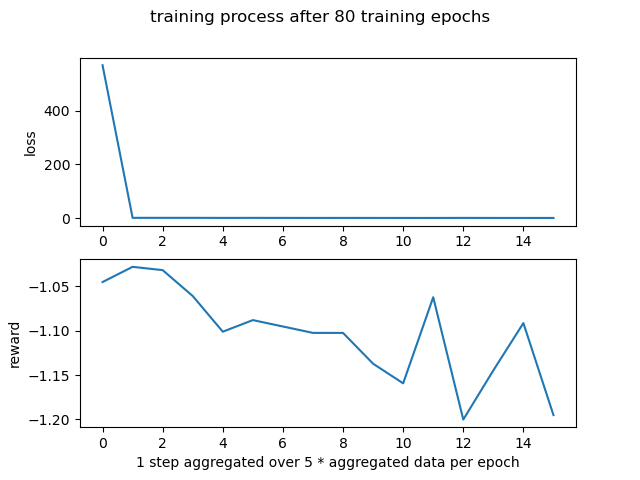 training process after 80 training epochs
400
200
0
loss
0 2 4 6 8 10 12 14
−1.05
−1.10
−1.15
−1.20
reward
0 2 4 6 8 10 12 14
1 step aggregated over 5 * aggregated data per epoch